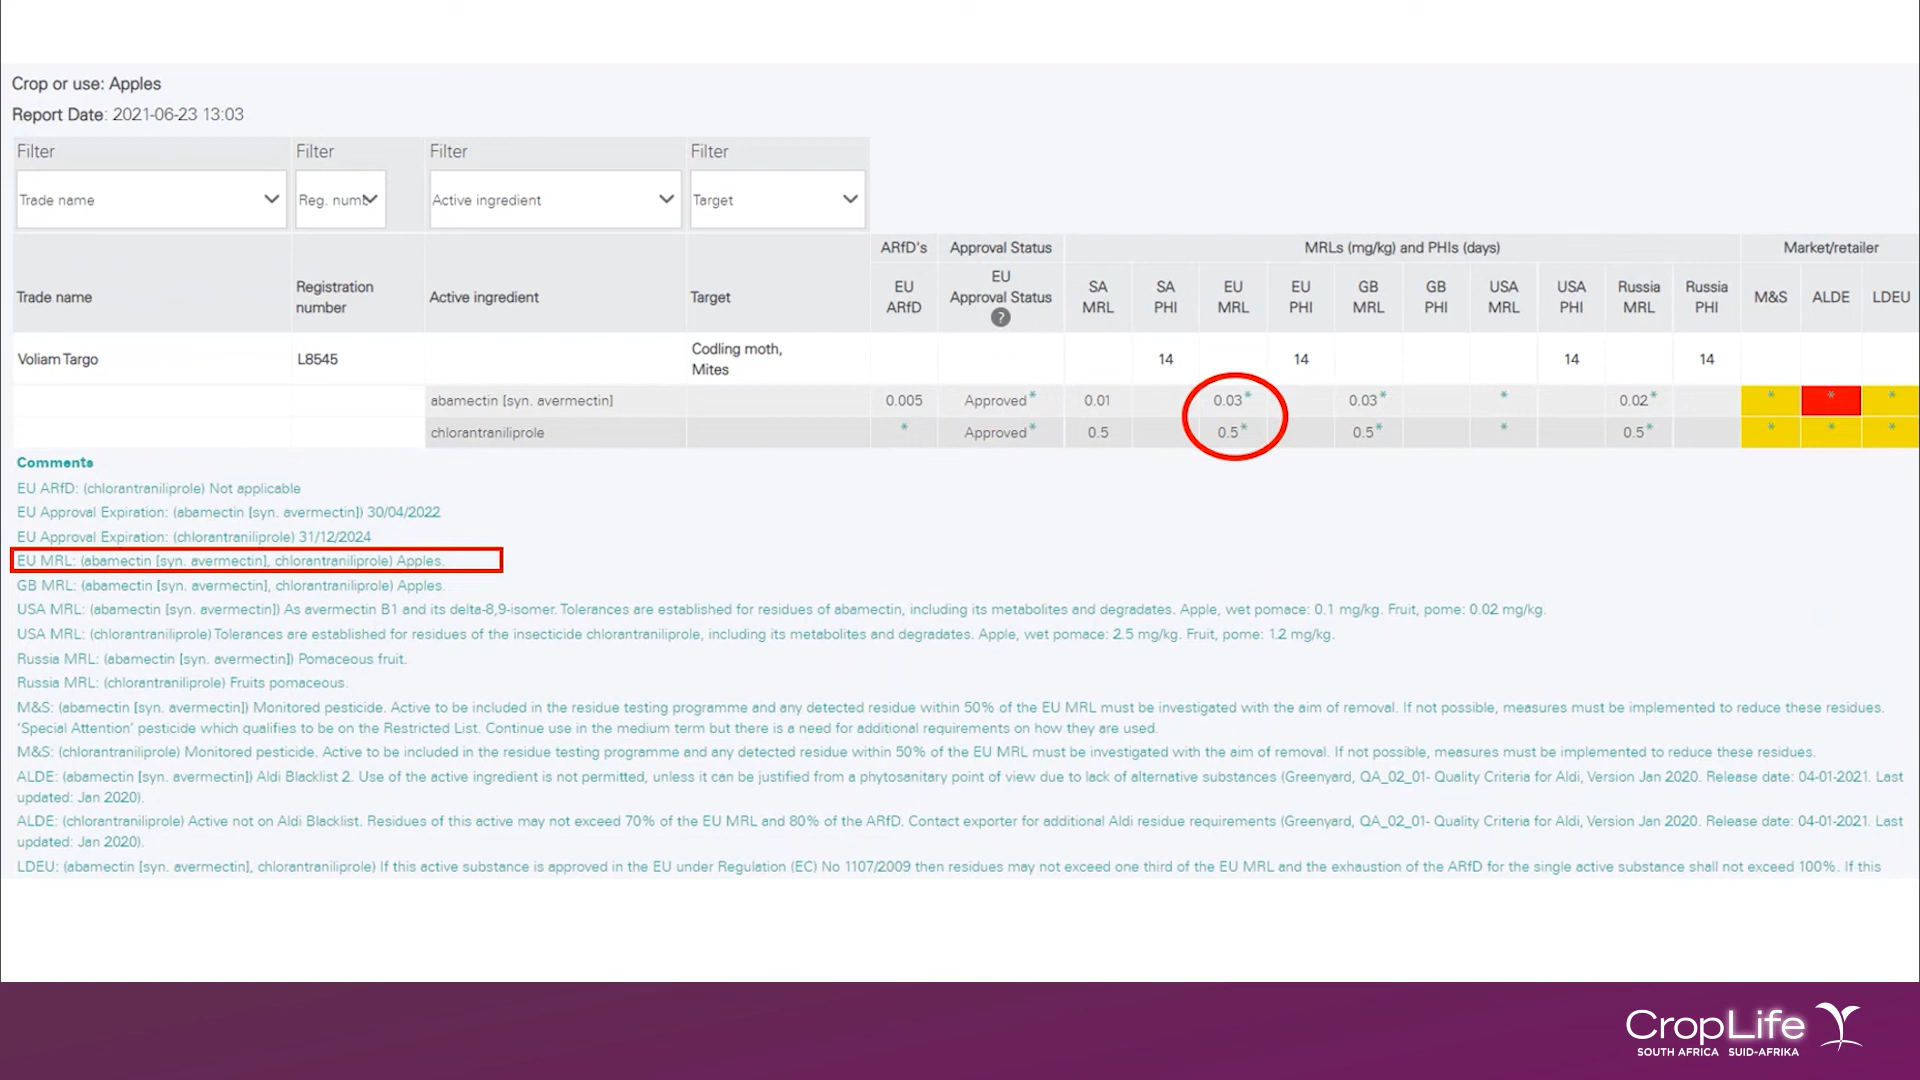 Crop or use: Apples
Report Date: 2021-06-23 13:03
Filter Filter Filter Filter
Trade name Reg. numb Active ingredient Target
ARfD's Approval Status MRLs (mg/kg) and PHIs (days) Market/retailer
Trade name Registration number Active ingredient Target EU ARfD EU Approval Status ? SA MRL SA PHI EU MRL EU PHI GB MRL GB PHI USA MRL USA PHI Russia MRL Russia PHI M&S ALDE LDEU
Voliam Targo L8545 Codling moth, Mites 14 14 14 14
abamectin [syn. avermectin] 0.005 Approved* 0.01 0.03* 0.03* * 0.02* * * *
chlorantraniliprole * Approved* 0.5 0.5* 0.5* * 0.5* * * *
Comments
EU ARfD: (chlorantraniliprole) Not applicable
EU Approval Expiration: (abamectin [syn. avermectin]) 30/04/2022
EU Approval Expiration: (chlorantraniliprole) 31/12/2024
EU MRL: (abamectin [syn. avermectin], chlorantraniliprole) Apples.
GB MRL: (abamectin [syn. avermectin], chlorantraniliprole) Apples.
USA MRL: (abamectin [syn. avermectin]) As avermectin B1 and its delta-8,9-isomer. Tolerances are established for residues of abamectin, including its metabolites and degradates. Apple, wet pomace: 0.1 mg/kg. Fruit, pome: 0.02 mg/kg.
USA MRL: (chlorantraniliprole) Tolerances are established for residues of the insecticide chlorantraniliprole, including its metabolites and degradates. Apple, wet pomace: 2.5 mg/kg. Fruit, pome: 1.2 mg/kg.
Russia MRL: (abamectin [syn. avermectin]) Pomaceous fruit.
Russia MRL: (chlorantraniliprole) Fruits pomaceous.
M&S: (abamectin [syn. avermectin]) Monitored pesticide. Active to be included in the residue testing programme and any detected residue within 50% of the EU MRL must be investigated with the aim of removal. If not possible, measures must be implemented to reduce these residues.
'Special Attention' pesticide which qualifies to be on the Restricted List. Continue use in the medium term but there is a need for additional requirements on how they are used.
M&S: (chlorantraniliprole) Monitored pesticide. Active to be included in the residue testing programme and any detected residue within 50% of the EU MRL must be investigated with the aim of removal. If not possible, measures must be implemented to reduce these residues.
ALDE: (abamectin [syn. avermectin]) Aldi Blacklist 2. Use of the active ingredient is not permitted, unless it can be justified from a phytosanitary point of view due to lack of alternative substances (Greenyard, QA_02_01- Quality Criteria for Aldi, Version Jan 2020. Release date: 04-01-2021. Last
updated: Jan 2020).
ALDE: (chlorantraniliprole) Active not on Aldi Blacklist. Residues of this active may not exceed 70% of the EU MRL and 80% of the ARfD. Contact exporter for additional Aldi residue requirements (Greenyard, QA_02_01- Quality Criteria for Aldi, Version Jan 2020. Release date: 04-01-2021. Last
updated: Jan 2020).
LDEU: (abamectin [syn. avermectin], chlorantraniliprole) If this active substance is approved in the EU under Regulation (EC) No 1107/2009 then residues may not exceed one third of the EU MRL and the exhaustion of the ARfD for the single active substance shall not exceed 100%. If this
CropLife
SOUTH AFRICA SUID-AFRIKA